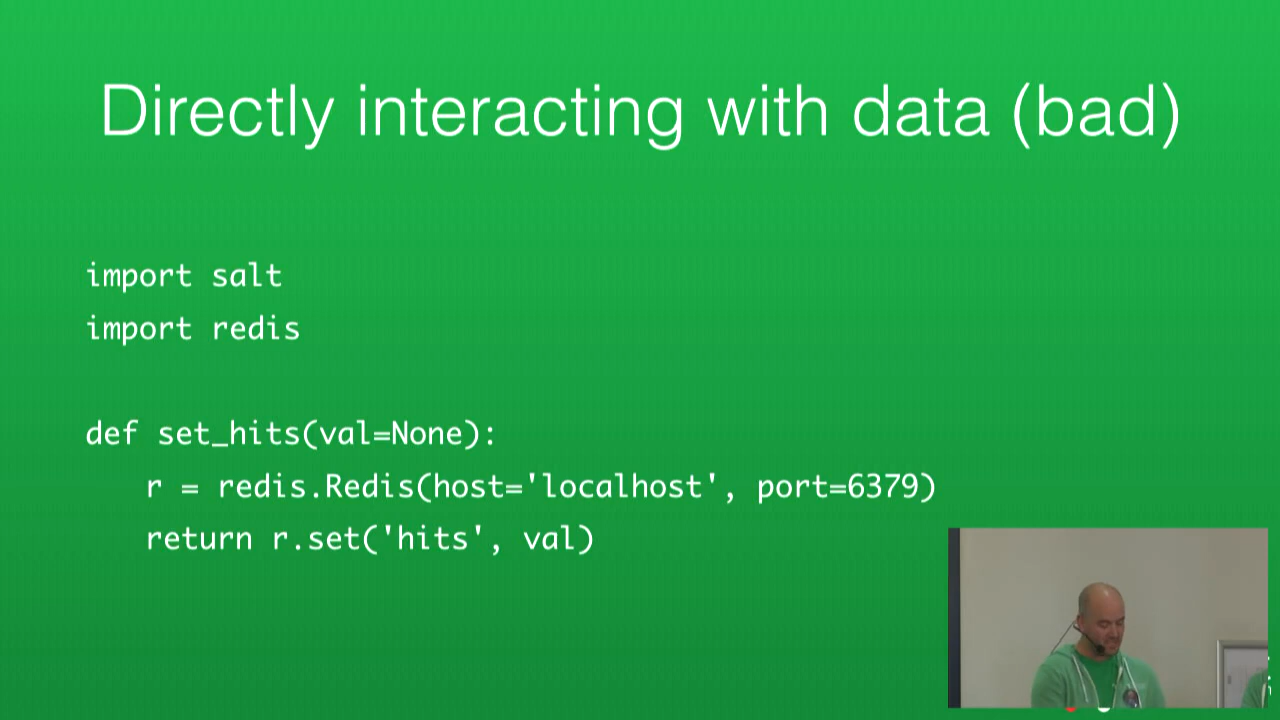 Directly interacting with data (bad)
import salt
import redis
def set_hits(val=None):
r = redis.Redis(host='localhost', port=6379)
return r.set('hits', val)